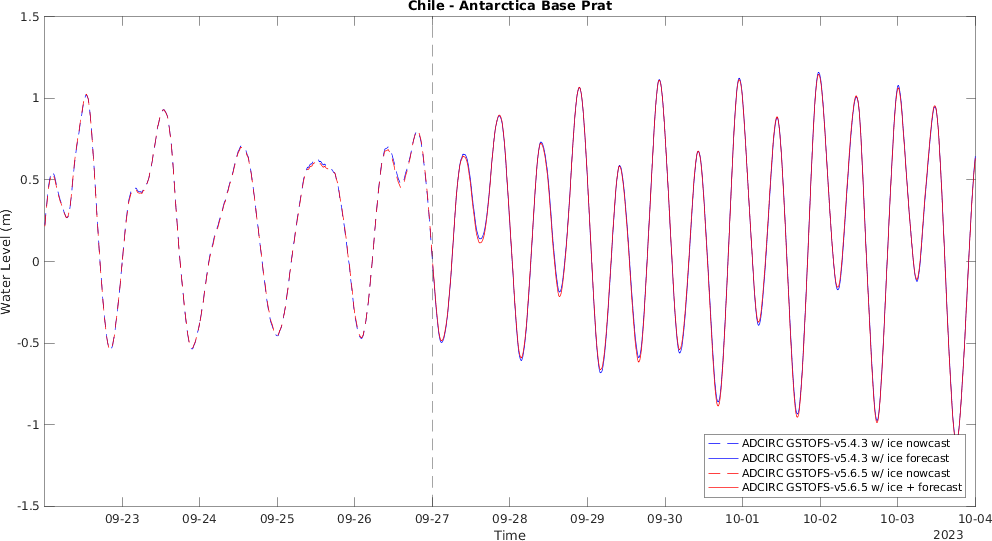 Chile - Antarctica Base Prat
1.5
1
0.5
0
-0.5
-1
-1.5
Water Level (m)
ADCIRC GSTOFS-v5.4.3 w/ ice nowcast
ADCIRC GSTOFS-v5.4.3 w/ ice forecast
ADCIRC GSTOFS-v5.6.5 w/ ice nowcast
ADCIRC GSTOFS-v5.6.5 w/ ice + forecast
09-23 09-24 09-25 09-26 09-27 09-28 09-29 09-30 10-01 10-02 10-03 10-04
Time
2023